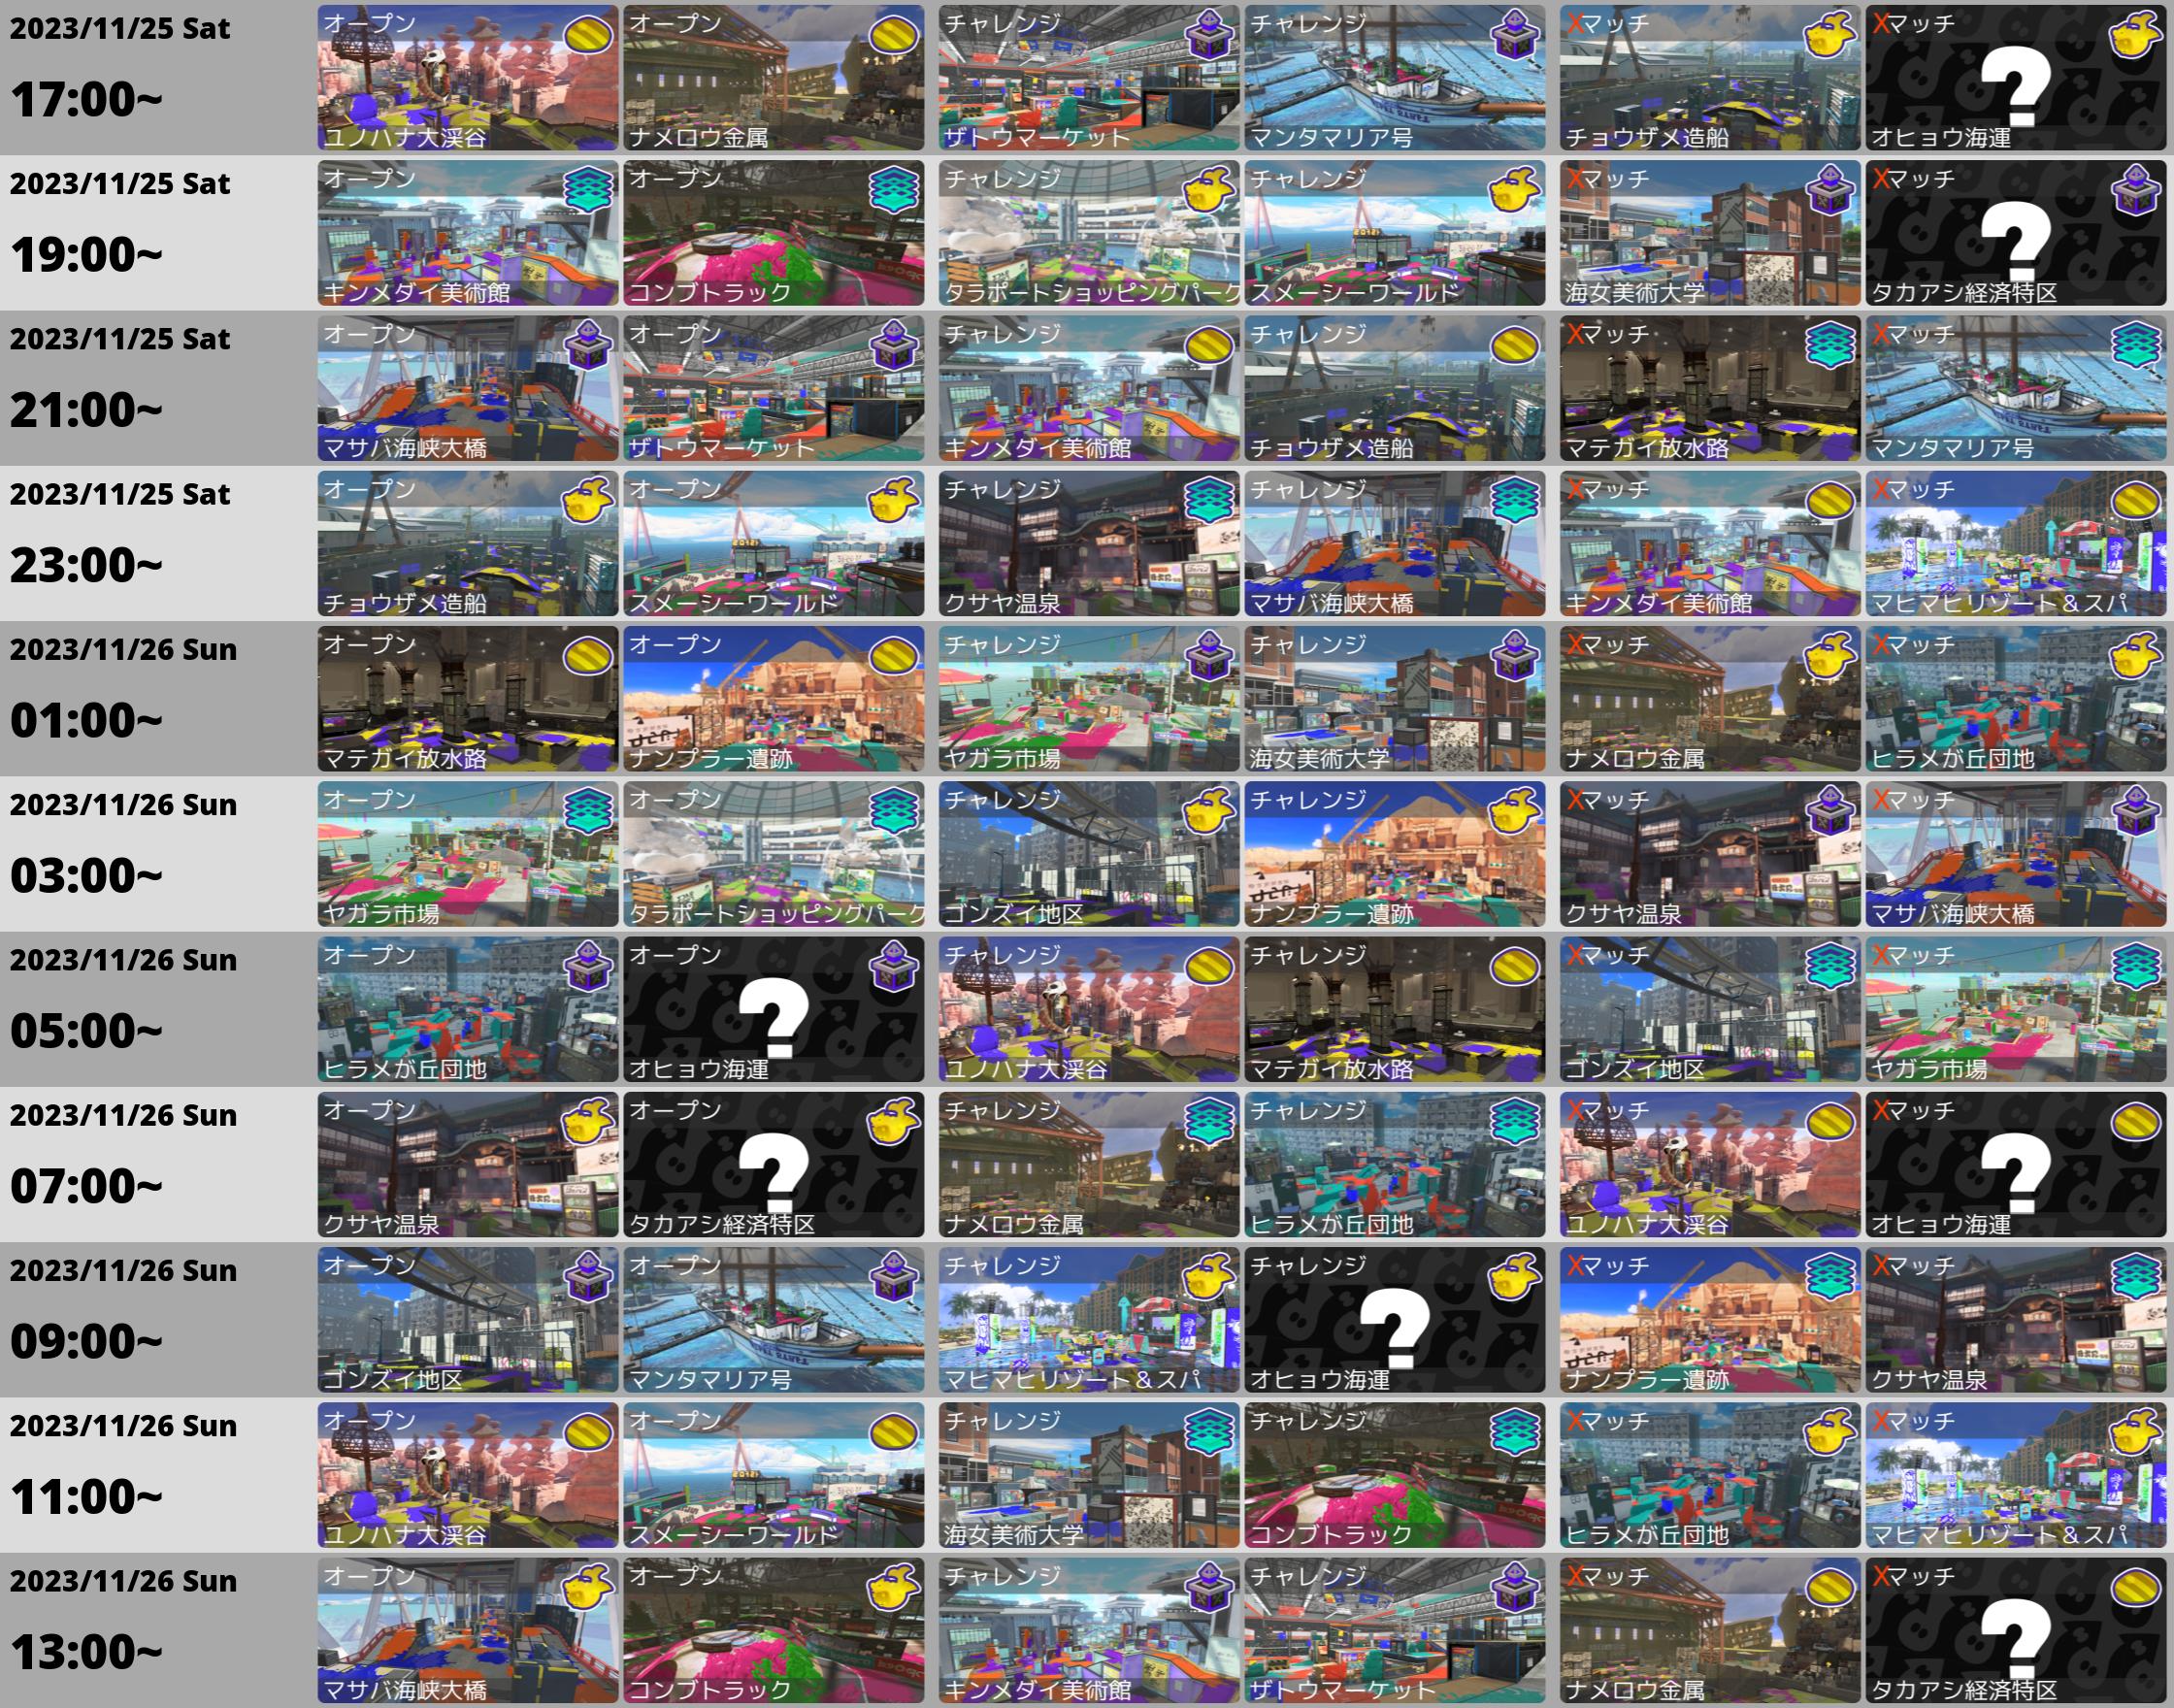 2023/11/25 Sat
17:00~
オープン
ユノハナ大渓谷
オープン
ナメロウ金属
チャレンジ
ザトウマーケット
チャレンジ
マンタマリア号
Xマッチ
チョウザメ造船
Xマッチ
?
オヒョウ海運
2023/11/25 Sat
19:00~
オープン
キンメダイ美術館
オープン
コンブトラック
チャレンジ
タラポートショッピングパーク
チャレンジ
スメーシーワールド
Xマッチ
海女美術大学
Xマッチ
?
タカアシ経済特区
2023/11/25 Sat
21:00~
オープン
マサバ海峡大橋
オープン
ザトウマーケット
チャレンジ
キンメダイ美術館
チャレンジ
チョウザメ造船
Xマッチ
マテガイ放水路
Xマッチ
マンタマリア号
2023/11/25 Sat
23:00~
オープン
チョウザメ造船
オープン
スメーシーワールド
チャレンジ
クサヤ温泉
チャレンジ
マサバ海峡大橋
Xマッチ
キンメダイ美術館
Xマッチ
マヒマヒリゾート＆スパ
2023/11/26 Sun
01:00~
オープン
マテガイ放水路
オープン
ナンプラー遺跡
チャレンジ
ヤガラ市場
チャレンジ
海女美術大学
Xマッチ
ナメロウ金属
Xマッチ
ヒラメが丘団地
2023/11/26 Sun
03:00~
オープン
ヤガラ市場
オープン
タラポートショッピングパーク
チャレンジ
ゴンズイ地区
チャレンジ
ナンプラー遺跡
Xマッチ
クサヤ温泉
Xマッチ
マサバ海峡大橋
2023/11/26 Sun
05:00~
オープン
ヒラメが丘団地
オープン
?
オヒョウ海運
チャレンジ
ユノハナ大渓谷
チャレンジ
マテガイ放水路
Xマッチ
ゴンズイ地区
Xマッチ
ヤガラ市場
2023/11/26 Sun
07:00~
オープン
クサヤ温泉
オープン
?
タカアシ経済特区
チャレンジ
ナメロウ金属
チャレンジ
ヒラメが丘団地
Xマッチ
ユノハナ大渓谷
Xマッチ
?
オヒョウ海運
2023/11/26 Sun
09:00~
オープン
ゴンズイ地区
オープン
マンタマリア号
チャレンジ
マヒマヒリゾート＆スパ
チャレンジ
?
オヒョウ海運
Xマッチ
ナンプラー遺跡
Xマッチ
クサヤ温泉
2023/11/26 Sun
11:00~
オープン
ユノハナ大渓谷
オープン
スメーシーワールド
チャレンジ
海女美術大学
チャレンジ
コンブトラック
Xマッチ
ヒラメが丘団地
Xマッチ
マヒマヒリゾート＆スパ
2023/11/26 Sun
13:00~
オープン
マサバ海峡大橋
オープン
コンブトラック
チャレンジ
キンメダイ美術館
チャレンジ
ザトウマーケット
Xマッチ
ナメロウ金属
Xマッチ
?
タカアシ経済特区